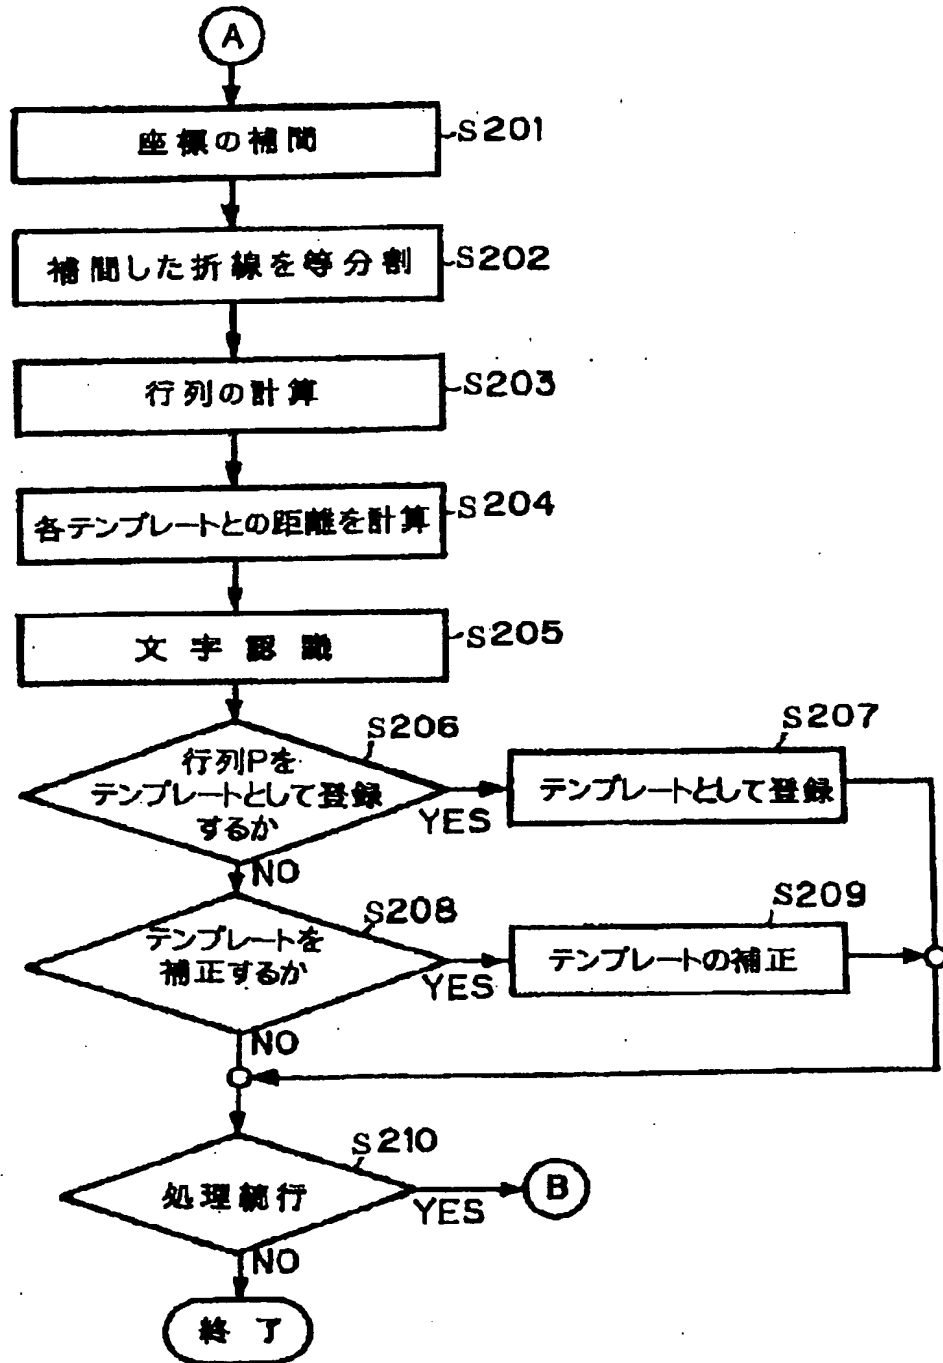 A
座標の補間
S201
補間した折線を等分割
S202
行列の計算
S203
各テンプレートとの距離を計算
S204
文字認識
S205
S206
行列Pを
テンプレートとして登録
するか
YES
S207
テンプレートとして登録
NO
S208
テンプレートを
補正するか
YES
S209
テンプレートの補正
NO
S210
処理続行
YES
B
NO
終了